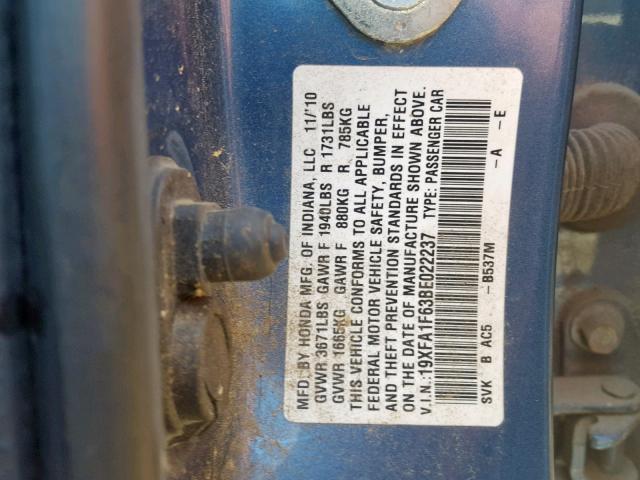 MFD. BY HONDA MFG. OF INDIANA, LLC 11/'10
GVWR 3671LBS GAWR F 1940LBS R 1731LBS
GVWR 1665KG GAWR F 880KG R. 785KG
THIS VEHICLE CONFORMS TO ALL APPLICABLE
FEDERAL MOTOR VEHICLE SAFETY, BUMPER,
AND THEFT PREVENTION STANDARDS IN EFFECT
ON THE DATE OF MANUFACTURE SHOWN ABOVE.
V.I.N.:19XFA1F63BE022237 TYPE: PASSENGER CAR
SVK B AC5 -B537M -A -E